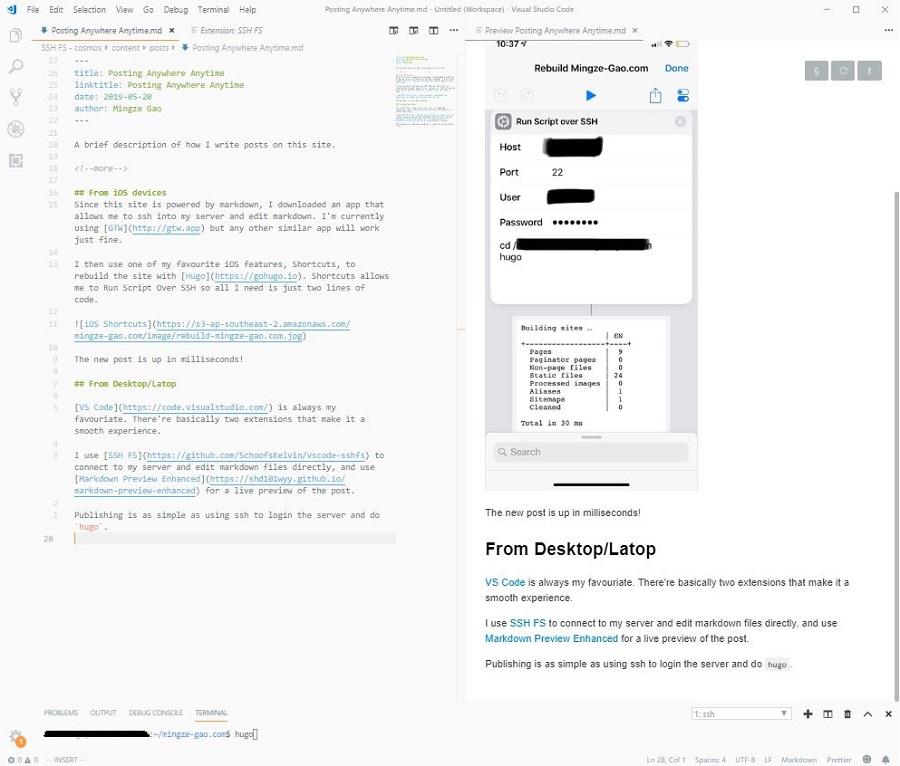 File Edit Selection View Go Debug Terminal Help
Posting Anywhere Anytime.md - Untitled (Workspace) - Visual Studio Code
Posting Anywhere Anytime.md × Extension: SSH FS
SSH FS - cosmos › content › posts › Posting Anywhere Anytime.md
27 ---
26 title: Posting Anywhere Anytime
25 linktitle: Posting Anywhere Anytime
24 date: 2019-05-20
23 author: Mingze Gao
22 ---
21
20 A brief description of how I write posts on this site.
19
18 <!--more-->
17
16 ## From iOS devices
15 Since this site is powered by markdown, I downloaded an app that
allows me to ssh into my server and edit markdown. I'm currently
using [GTW](http://gtw.app) but any other similar app will work
just fine.
14
13 I then use one of my favourite iOS features, Shortcuts, to
rebuild the site with [Hugo](https://gohugo.io). Shortcuts allows
me to Run Script Over SSH so all I need is just two lines of
code.
12
11 ![iOS Shortcuts](https://s3-ap-southeast-2.amazonaws.com/
mingze-gao.com/image/rebuild-mingze-gao.com.jpg)
10
9 The new post is up in milliseconds!
8
7 ## From Desktop/Latop
6
5 [VS Code](https://code.visualstudio.com/) is always my
favouriate. There're basically two extensions that make it a
smooth experience.
4
3 I use [SSH FS](https://github.com/SchoofsKelvin/vscode-sshfs) to
connect to my server and edit markdown files directly, and use
[Markdown Preview Enhanced](https://shd101wyy.github.io/
markdown-preview-enhanced) for a live preview of the post.
2
1 Publishing is as simple as using ssh to login the server and do
`hugo`.
28
Preview Posting Anywhere Anytime.md ×
10:37
Rebuild Mingze-Gao.com Done
Run Script over SSH
Host
Port 22
User
Password ••••••••
cd /
hugo
Building sites …
| EN
+------------------+----+
Pages | 9
Paginator pages | 0
Non-page files | 0
Static files | 24
Processed images | 0
Aliases | 1
Sitemaps | 1
Cleaned | 0
Total in 30 ms
Search
The new post is up in milliseconds!
From Desktop/Latop
VS Code is always my favouriate. There're basically two extensions that make it a
smooth experience.
I use SSH FS to connect to my server and edit markdown files directly, and use
Markdown Preview Enhanced for a live preview of the post.
Publishing is as simple as using ssh to login the server and do hugo .
PROBLEMS OUTPUT DEBUG CONSOLE TERMINAL
1: ssh
:~/mingze-gao.com$ hugo
1
0 0 -- INSERT --
Ln 28, Col 1 Spaces: 4 UTF-8 LF Markdown Prettier